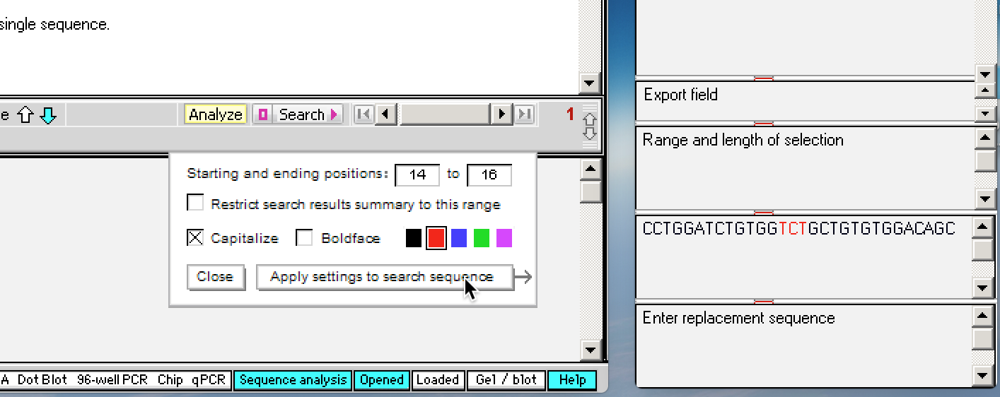 single sequence.
e Analyze Search 1
Starting and ending positions: 14 to 16
Restrict search results summary to this range
Capitalize Boldface
Close Apply settings to search sequence
A Dot Blot 96-well PCR Chip qPCR Sequence analysis Opened Loaded Gel / blot Help
Export field
Range and length of selection
CCTGGATCTGTGGTCTGCTGTGTGGACAGC
Enter replacement sequence